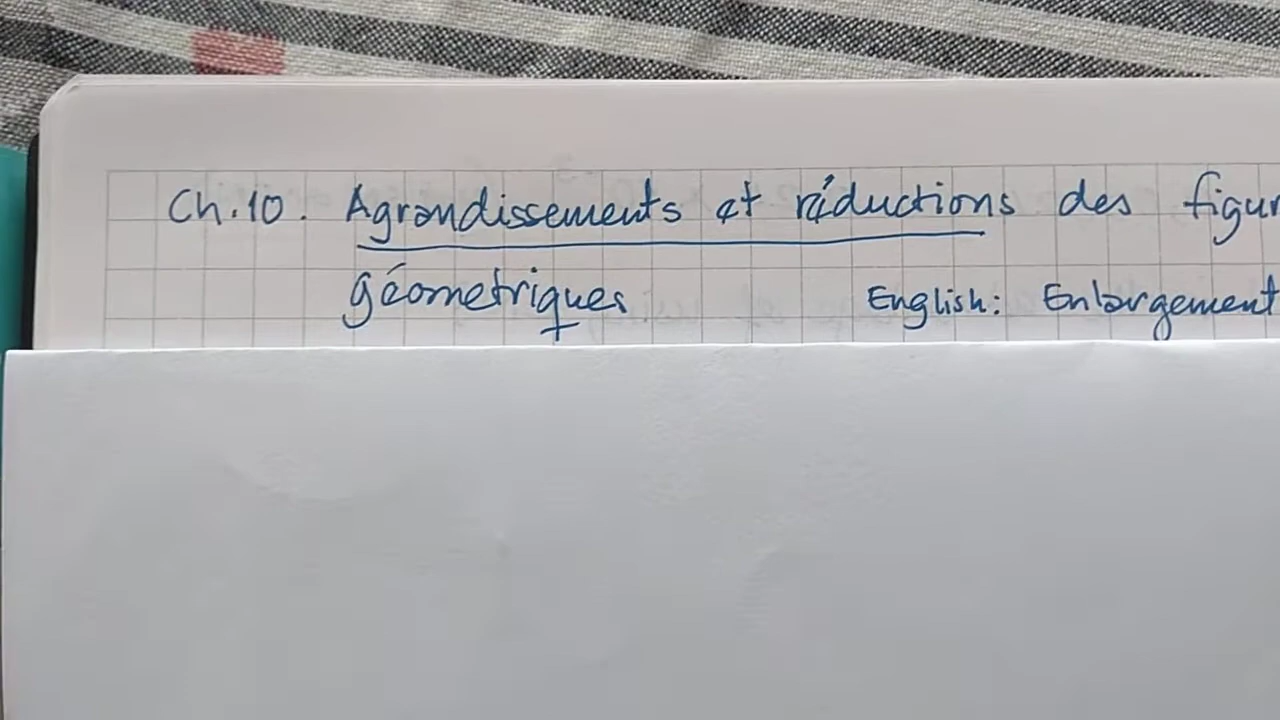 Ch.10. Agrandissements et réductions des figur
géometriques English: Enlargement